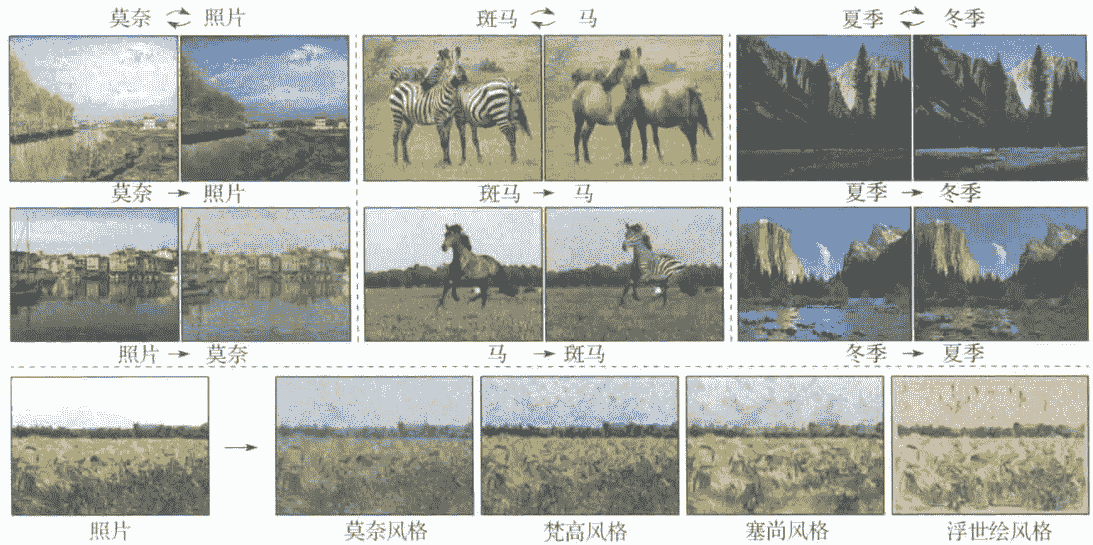 莫奈 ⇄ 照片 斑马 ⇄ 马 夏季 ⇄ 冬季
莫奈 → 照片 斑马 → 马 夏季 → 冬季
照片 → 莫奈 马 → 斑马 冬季 → 夏季
照片 → 莫奈风格 梵高风格 塞尚风格 浮世绘风格